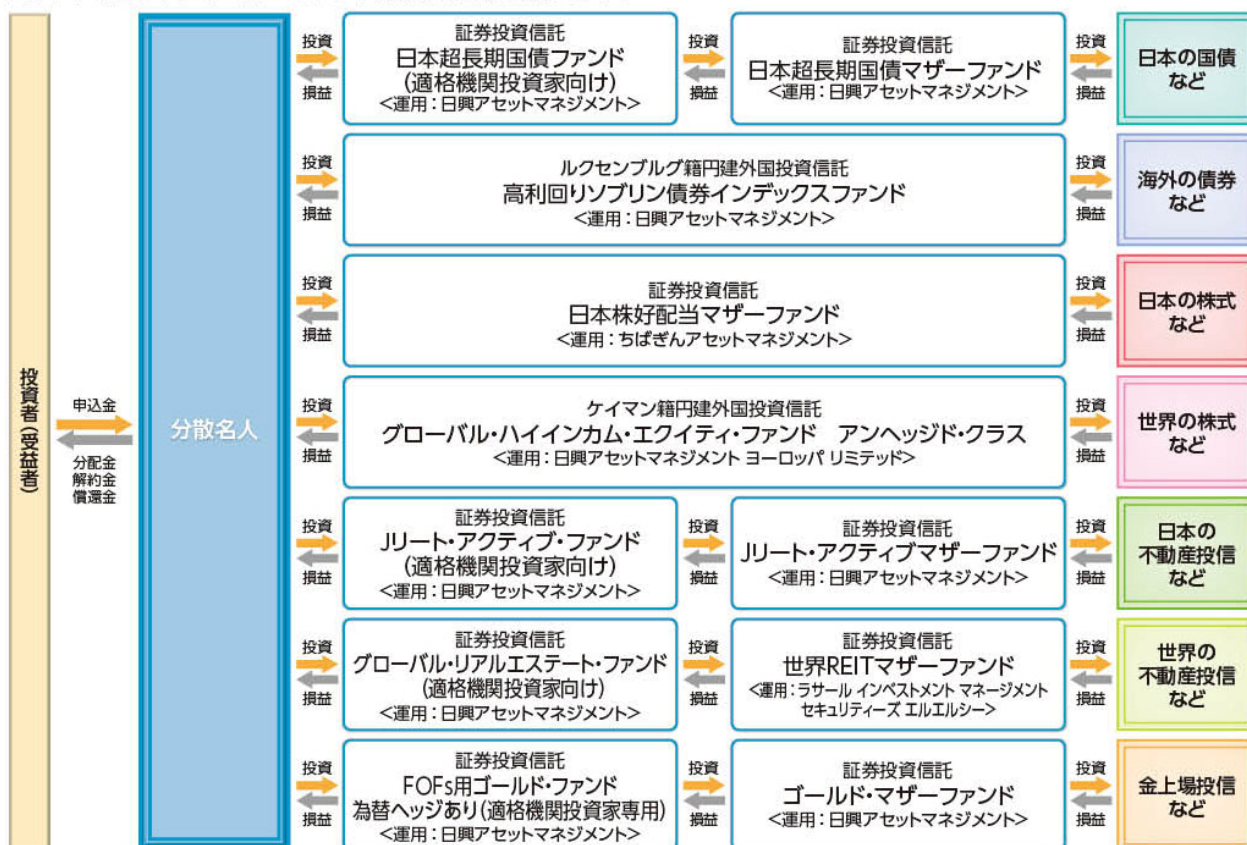 投資者(受益者)
申込金
分配金
解約金
償還金
分散名人
投資
損益
証券投資信託
日本超長期国債ファンド
(適格機関投資家向け)
<運用:日興アセットマネジメント>
投資
損益
証券投資信託
日本超長期国債マザーファンド
<運用:日興アセットマネジメント>
投資
損益
日本の国債
など
投資
損益
ルクセンブルグ籍円建外国投資信託
高利回りソブリン債券インデックスファンド
<運用:日興アセットマネジメント>
投資
損益
海外の債券
など
投資
損益
証券投資信託
日本株好配当マザーファンド
<運用:ちばぎんアセットマネジメント>
投資
損益
日本の株式
など
投資
損益
ケイマン籍円建外国投資信託
グローバル・ハイインカム・エクイティ・ファンド アンヘッジド・クラス
<運用:日興アセットマネジメント ヨーロッパ リミテッド>
投資
損益
世界の株式
など
投資
損益
証券投資信託
Jリート・アクティブ・ファンド
(適格機関投資家向け)
<運用:日興アセットマネジメント>
投資
損益
証券投資信託
Jリート・アクティブマザーファンド
<運用:日興アセットマネジメント>
投資
損益
日本の
不動産投信
など
投資
損益
証券投資信託
グローバル・リアルエステート・ファンド
(適格機関投資家向け)
<運用:日興アセットマネジメント>
投資
損益
証券投資信託
世界REITマザーファンド
<運用:ラサール インベストメント マネージメント
セキュリティーズ エルエルシー>
投資
損益
世界の
不動産投信
など
投資
損益
証券投資信託
FOFs用ゴールド・ファンド
為替ヘッジあり(適格機関投資家専用)
<運用:日興アセットマネジメント>
投資
損益
証券投資信託
ゴールド・マザーファンド
<運用:日興アセットマネジメント>
投資
損益
金上場投信
など